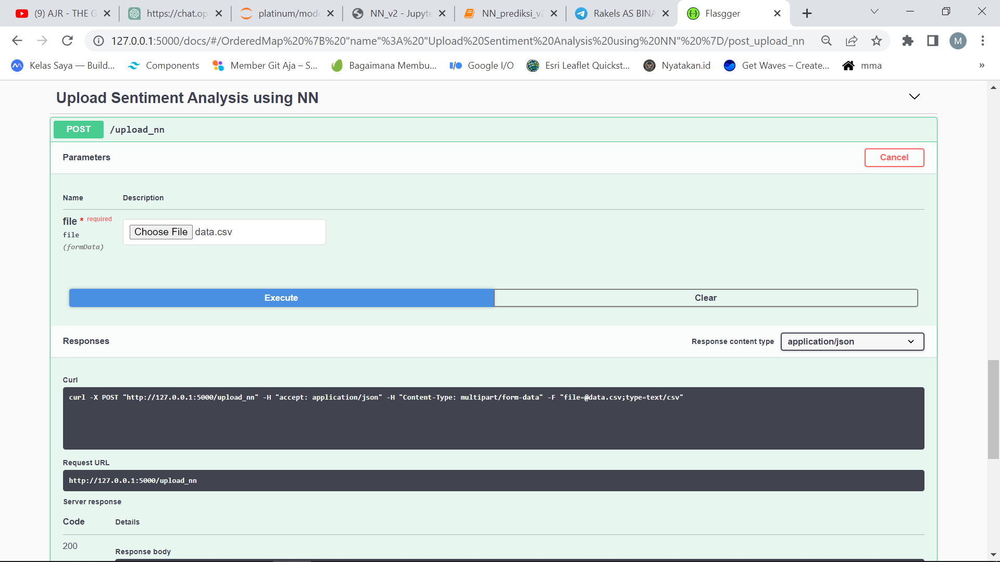 (9) AJR - THE G
https://chat.op
platinum/mode
NN_v2 - Jupyte
NN_prediksi_v2
Rakels AS BINA
Flasgger
127.0.0.1:5000/docs/#/OrderedMap%20%7B%20"name"%3A%20"Upload%20Sentiment%20Analysis%20using%20NN"%20%7D/post_upload_nn
M
Kelas Saya — Build...
Components
Member Git Aja – S...
Bagaimana Membu...
Google I/O
Esri Leaflet Quickst...
Nyatakan.id
Get Waves – Create...
mma
»
Upload Sentiment Analysis using NN
POST /upload_nn
Parameters
Cancel
Name Description
file * required
file
(formData)
Choose File data.csv
Execute
Clear
Responses
Response content type
application/json
Curl
curl -X POST "http://127.0.0.1:5000/upload_nn" -H "accept: application/json" -H "Content-Type: multipart/form-data" -F "file=@data.csv;type=text/csv"
Request URL
http://127.0.0.1:5000/upload_nn
Server response
Code Details
200
Response body